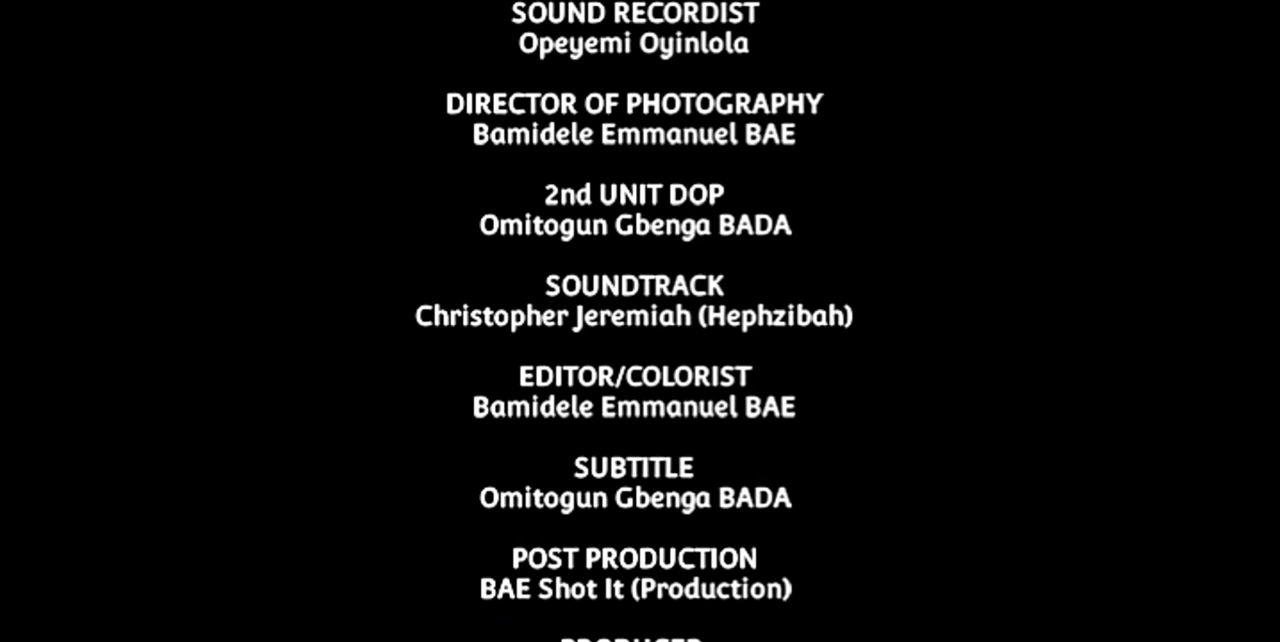 SOUND RECORDIST
Opeyemi Oyinlola
DIRECTOR OF PHOTOGRAPHY
Bamidele Emmanuel BAE
2nd UNIT DOP
Omitogun Gbenga BADA
SOUNDTRACK
Christopher Jeremiah (Hephzibah)
EDITOR/COLORIST
Bamidele Emmanuel BAE
SUBTITLE
Omitogun Gbenga BADA
POST PRODUCTION
BAE Shot It (Production)
PRODUCER